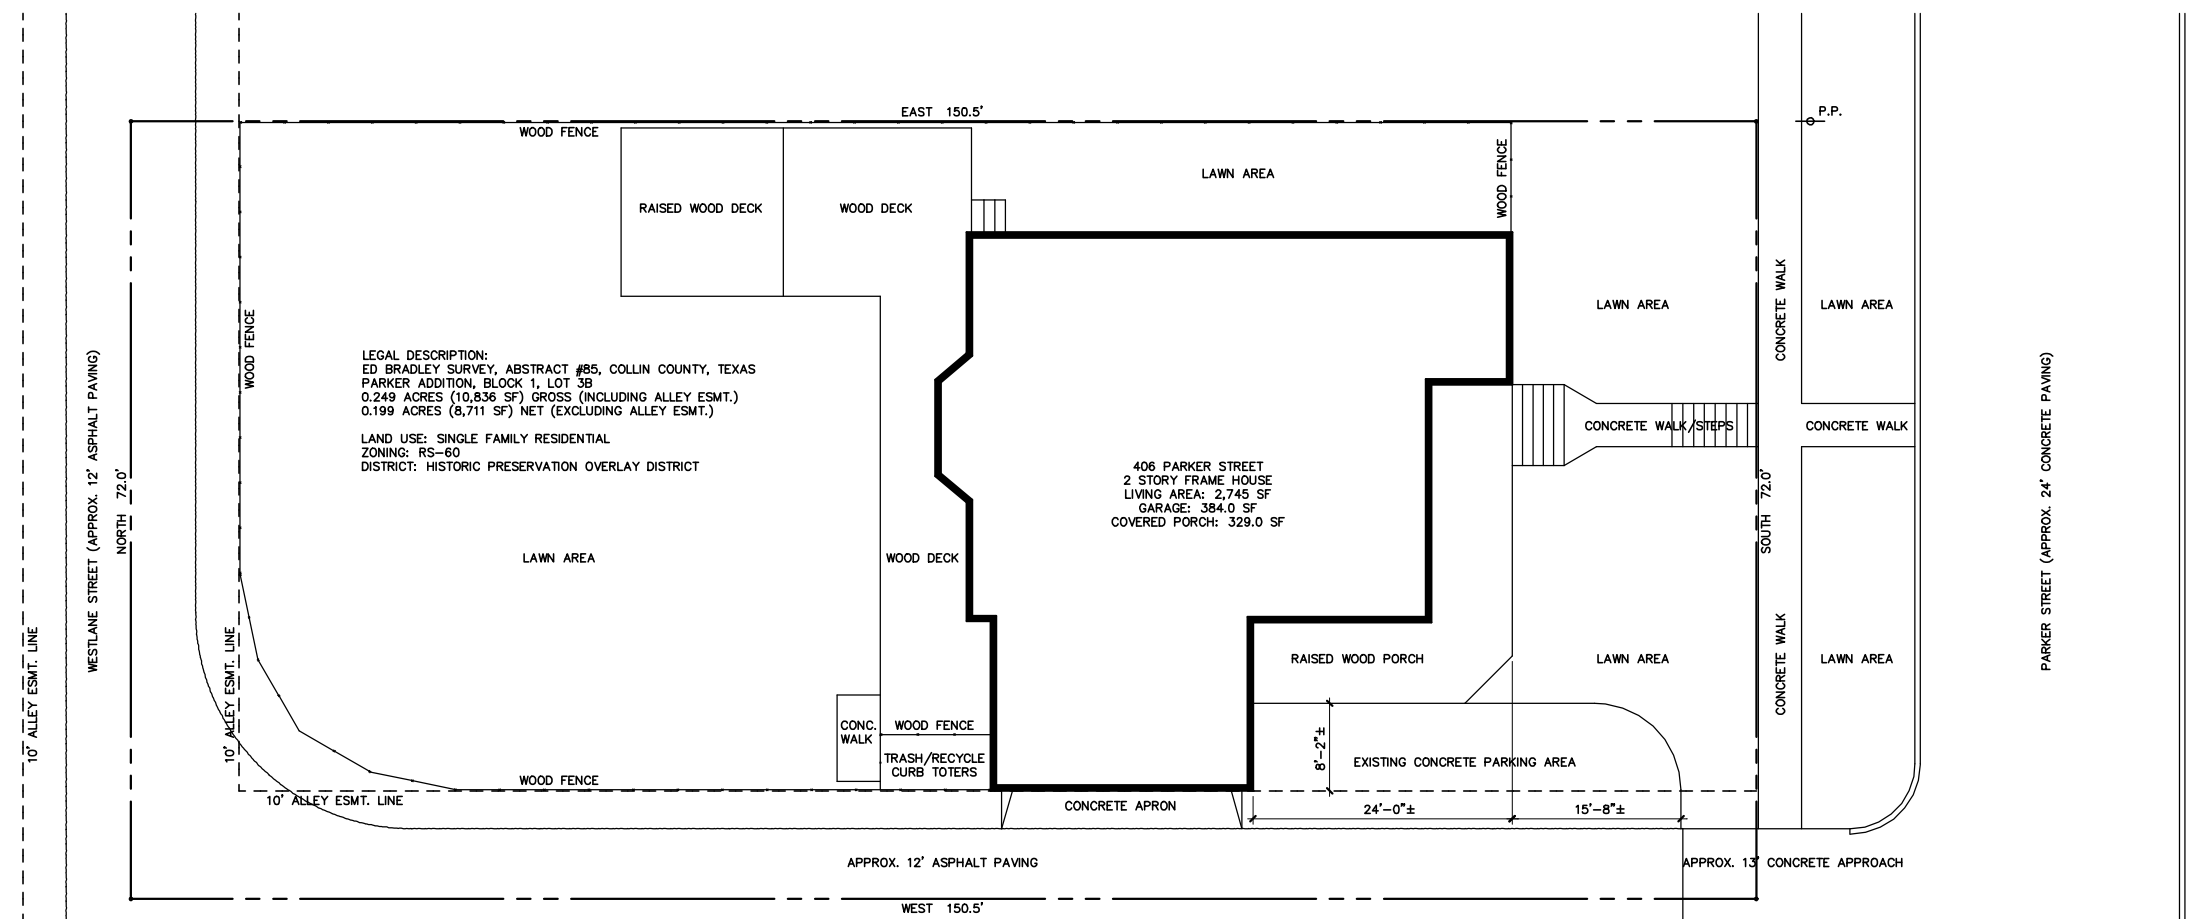 EAST 150.5'
P.P.
WOOD FENCE
WOOD FENCE
LAWN AREA
RAISED WOOD DECK
WOOD DECK
CONCRETE WALK
LAWN AREA
LAWN AREA
WOOD FENCE
LEGAL DESCRIPTION:
ED BRADLEY SURVEY, ABSTRACT #85, COLLIN COUNTY, TEXAS
PARKER ADDITION, BLOCK 1, LOT 3B
0.249 ACRES (10,836 SF) GROSS (INCLUDING ALLEY ESMT.)
0.199 ACRES (8,711 SF) NET (EXCLUDING ALLEY ESMT.)
LAND USE: SINGLE FAMILY RESIDENTIAL
ZONING: RS-60
DISTRICT: HISTORIC PRESERVATION OVERLAY DISTRICT
CONCRETE WALK/STEPS
CONCRETE WALK
406 PARKER STREET
2 STORY FRAME HOUSE
LIVING AREA: 2,745 SF
GARAGE: 384.0 SF
COVERED PORCH: 329.0 SF
WESTLANE STREET (APPROX. 12' ASPHALT PAVING)
NORTH 72.0'
SOUTH 72.0'
PARKER STREET (APPROX. 24' CONCRETE PAVING)
LAWN AREA
WOOD DECK
10' ALLEY ESMT. LINE
10' ALLEY ESMT. LINE
RAISED WOOD PORCH
LAWN AREA
CONCRETE WALK
LAWN AREA
CONC.
WALK
WOOD FENCE
TRASH/RECYCLE
CURB TOTERS
8'-2"±
EXISTING CONCRETE PARKING AREA
WOOD FENCE
10' ALLEY ESMT. LINE
CONCRETE APRON
24'-0"±
15'-8"±
APPROX. 12' ASPHALT PAVING
APPROX. 13' CONCRETE APPROACH
WEST 150.5'